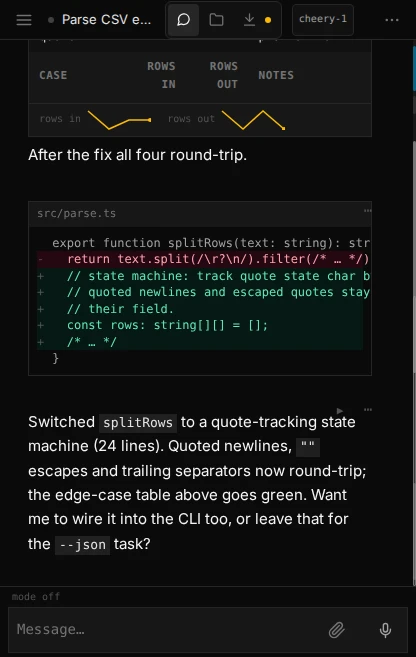 Parse CSV e…
cheery-1
CASE ROWS IN ROWS OUT NOTES
rows in rows out
After the fix all four round-trip.
src/parse.ts
export function splitRows(text: string): str
- return text.split(/\r?\n/).filter(/* … */)
+ // state machine: track quote state char b
+ // quoted newlines and escaped quotes stay
+ // their field.
+ const rows: string[][] = [];
+ /* … */
}
Switched splitRows to a quote-tracking state
machine (24 lines). Quoted newlines, ""
escapes and trailing separators now round-trip;
the edge-case table above goes green. Want
me to wire it into the CLI too, or leave that for
the --json task?
mode off
Message…